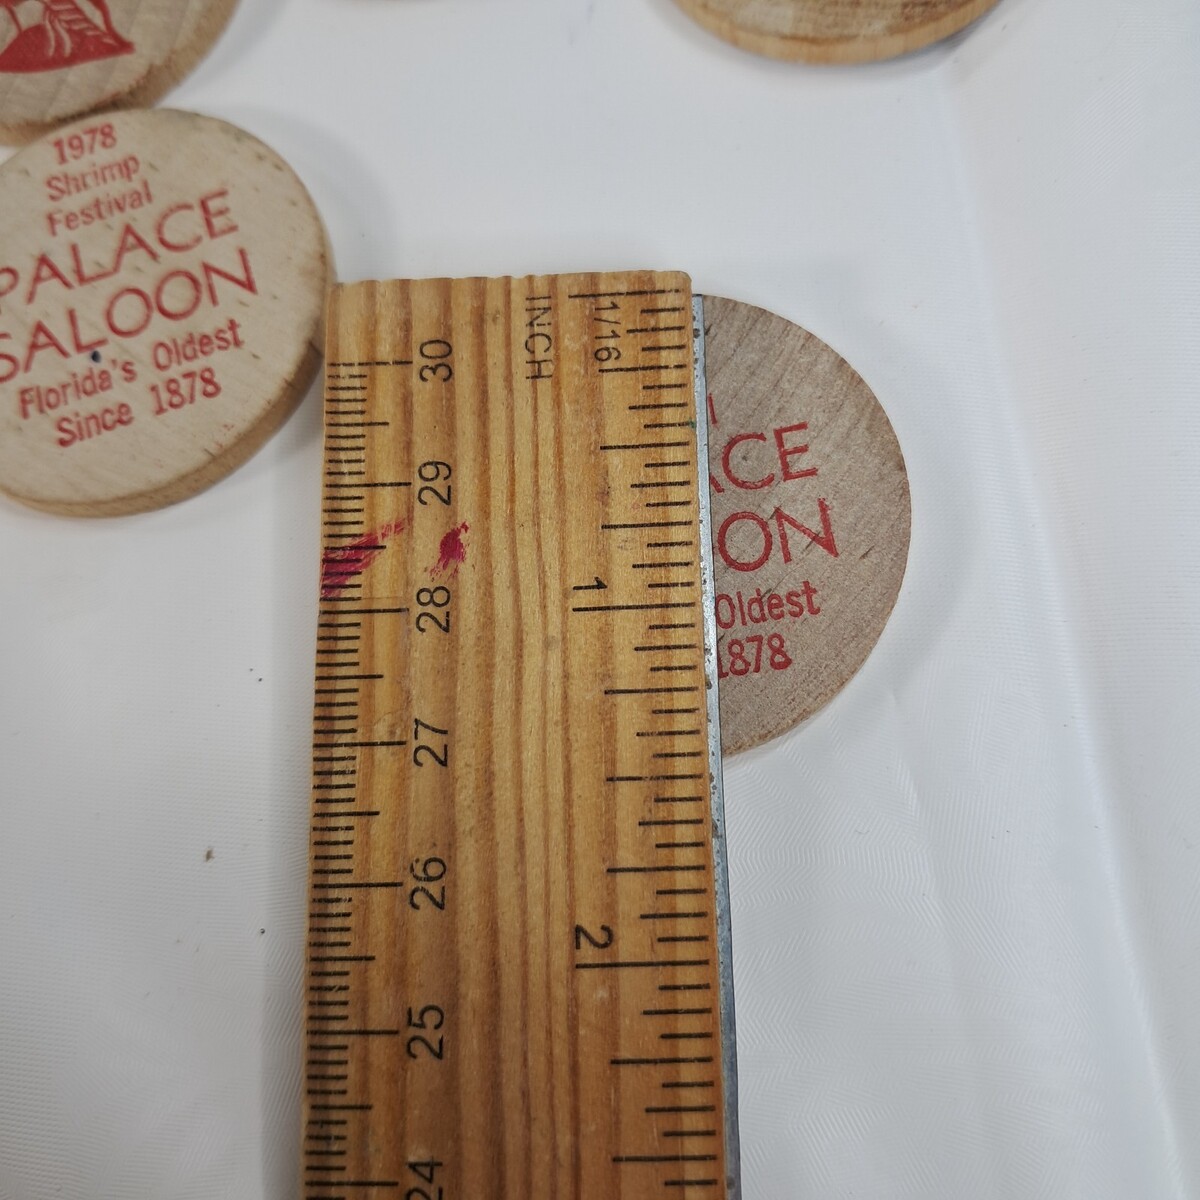 1978
Shrimp
Festival
PALACE
SALOON
Florida's Oldest
Since 1878
INCH
1/16
1
2
30
29
28
27
26
25
24
CE
ON
Oldest
1878